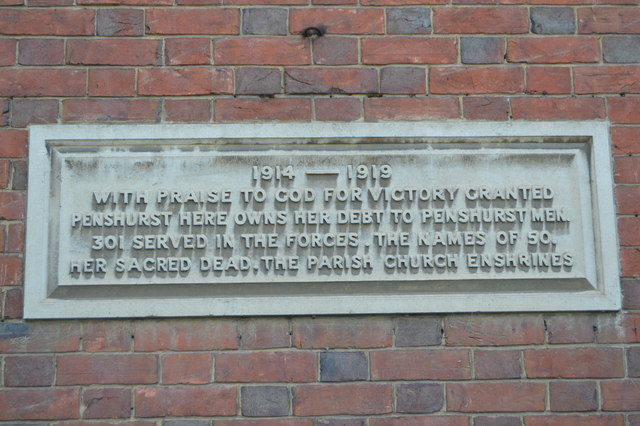 1914 — 1919
WITH PRAISE TO GOD FOR VICTORY GRANTED
PENSHURST HERE OWNS HER DEBT TO PENSHURST MEN.
301 SERVED IN THE FORCES. THE NAMES OF 50.
HER SACRED DEAD. THE PARISH CHURCH ENSHRINES